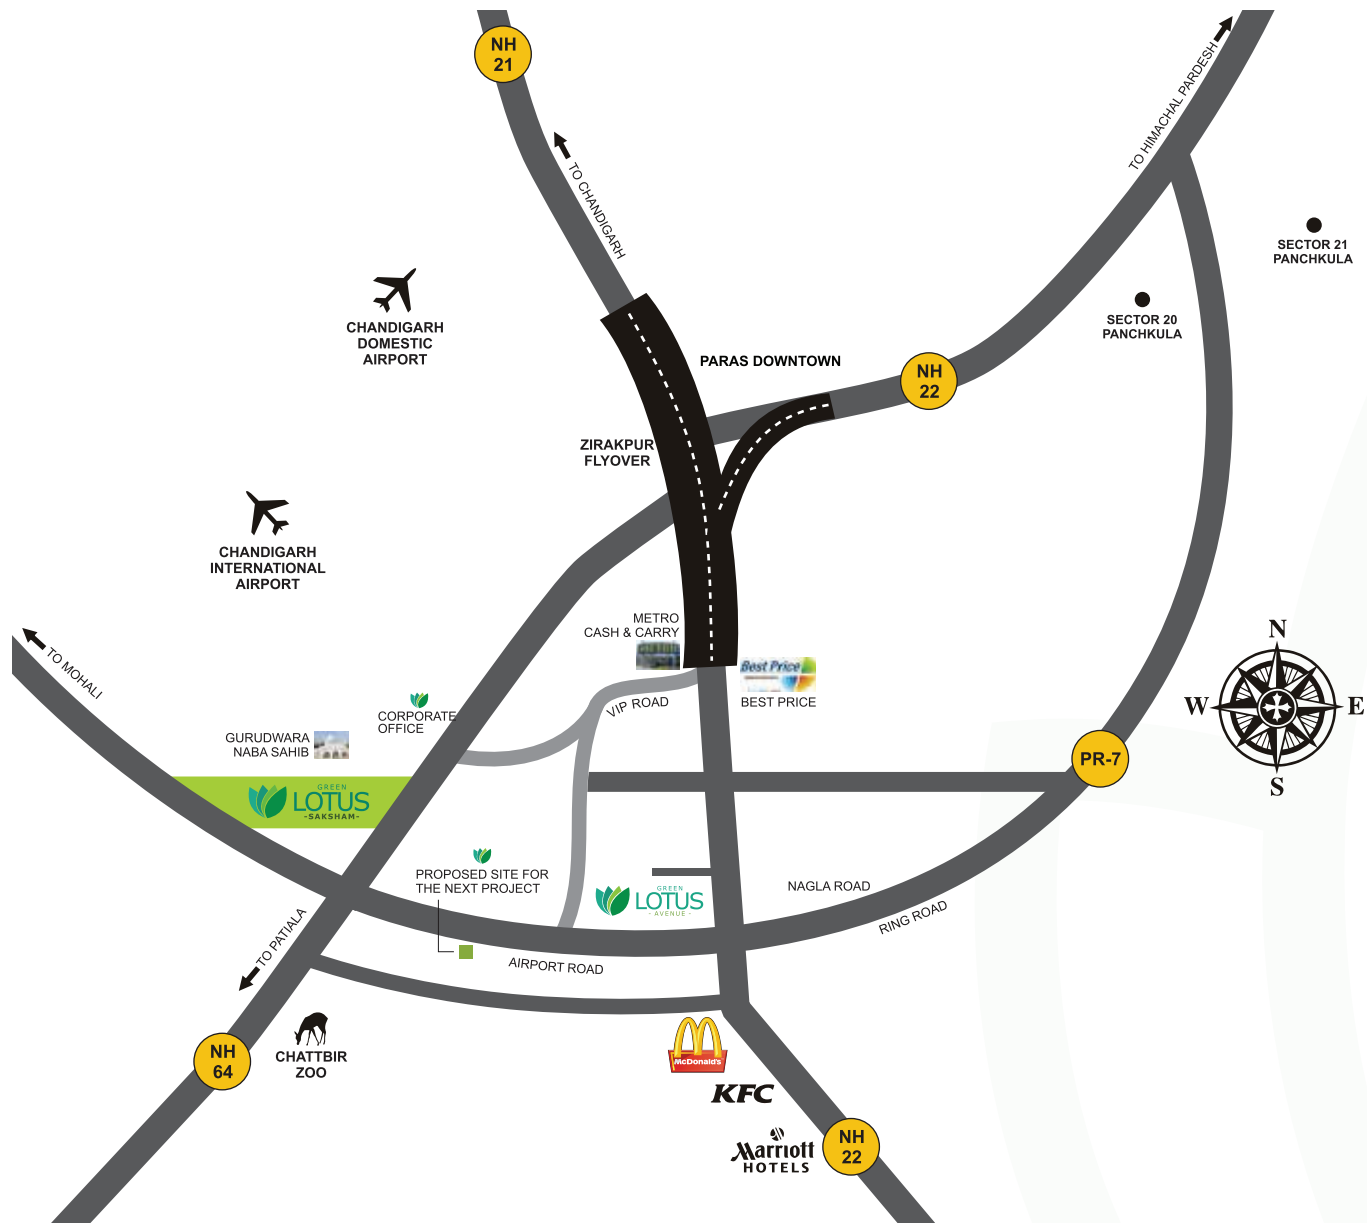 NH
21
TO CHANDIGARH
TO HIMACHAL PARDESH
SECTOR 21
PANCHKULA
SECTOR 20
PANCHKULA
CHANDIGARH
DOMESTIC
AIRPORT
PARAS DOWNTOWN
NH
22
ZIRAKPUR
FLYOVER
CHANDIGARH
INTERNATIONAL
AIRPORT
METRO
CASH & CARRY
Best Price
BEST PRICE
VIP ROAD
TO MOHALI
CORPORATE
OFFICE
GURUDWARA
NABA SAHIB
N
W
E
S
PR-7
GREEN
LOTUS
-SAKSHAM-
PROPOSED SITE FOR
THE NEXT PROJECT
GREEN
LOTUS
- AVENUE -
NAGLA ROAD
RING ROAD
AIRPORT ROAD
TO PATIALA
NH
64
CHATTBIR
ZOO
McDonald's
KFC
Marriott
HOTELS
NH
22